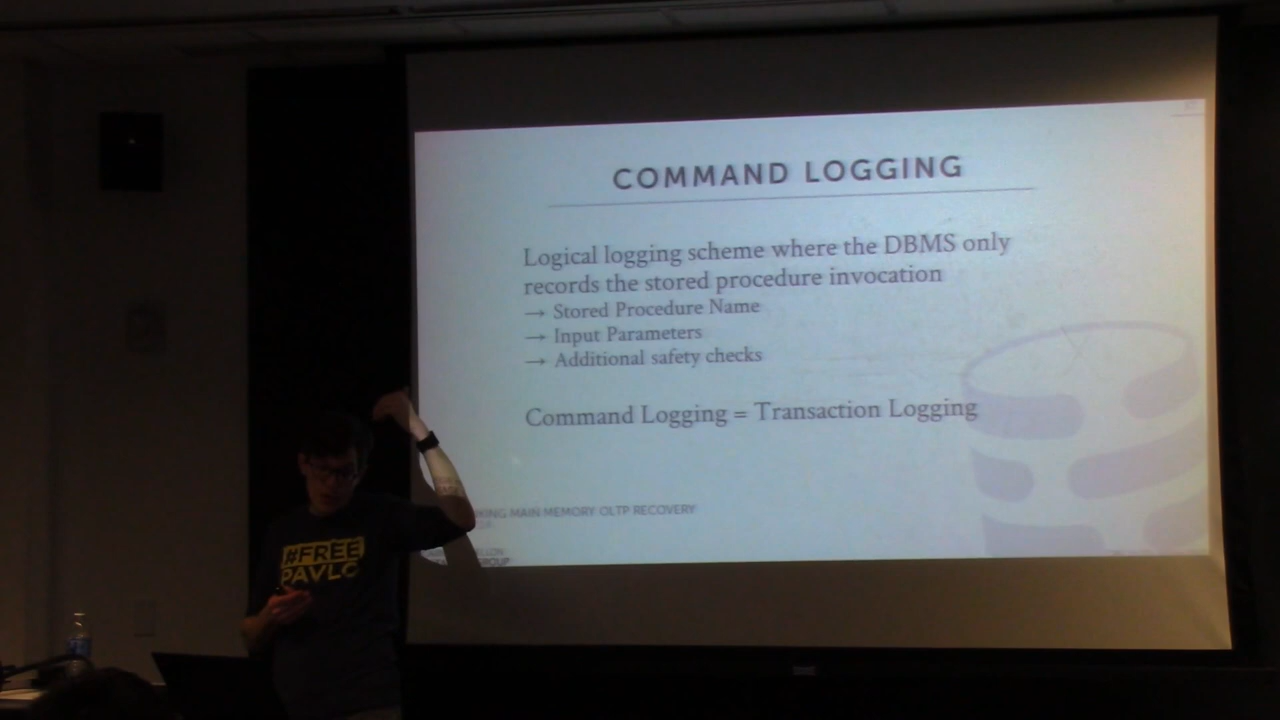 COMMAND LOGGING
Logical logging scheme where the DBMS only
records the stored procedure invocation
→ Stored Procedure Name
→ Input Parameters
→ Additional safety checks
Command Logging = Transaction Logging
MAIN MEMORY OLTP RECOVERY
GROUP
#FREE
PAVLO